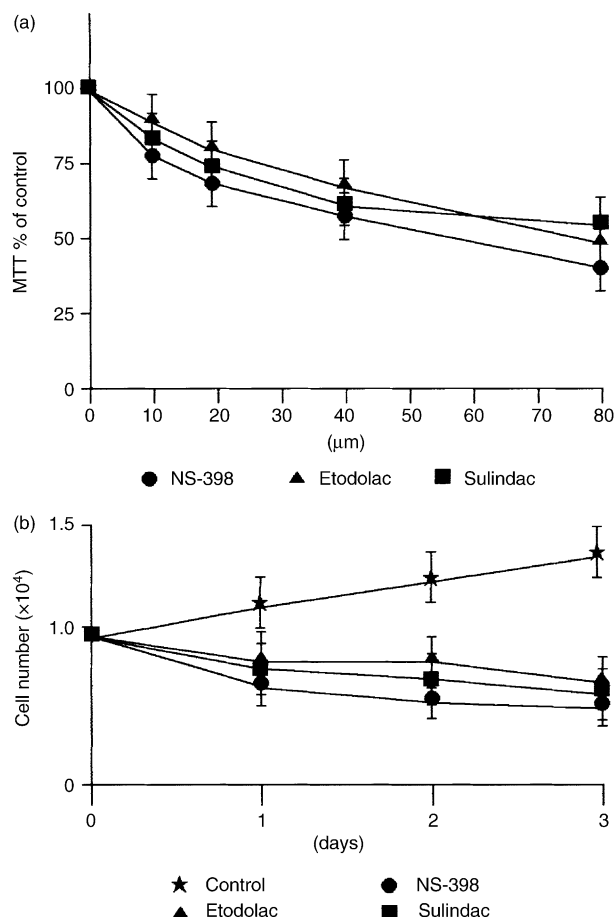 (a)
MTT % of control
100
75
50
25
0
0 10 20 30 40 50 60 70 80
(μm)
NS-398 Etodolac Sulindac
(b)
Cell number (×10⁴)
1.5
1.0
0
0 1 2 3
(days)
Control NS-398
Etodolac Sulindac